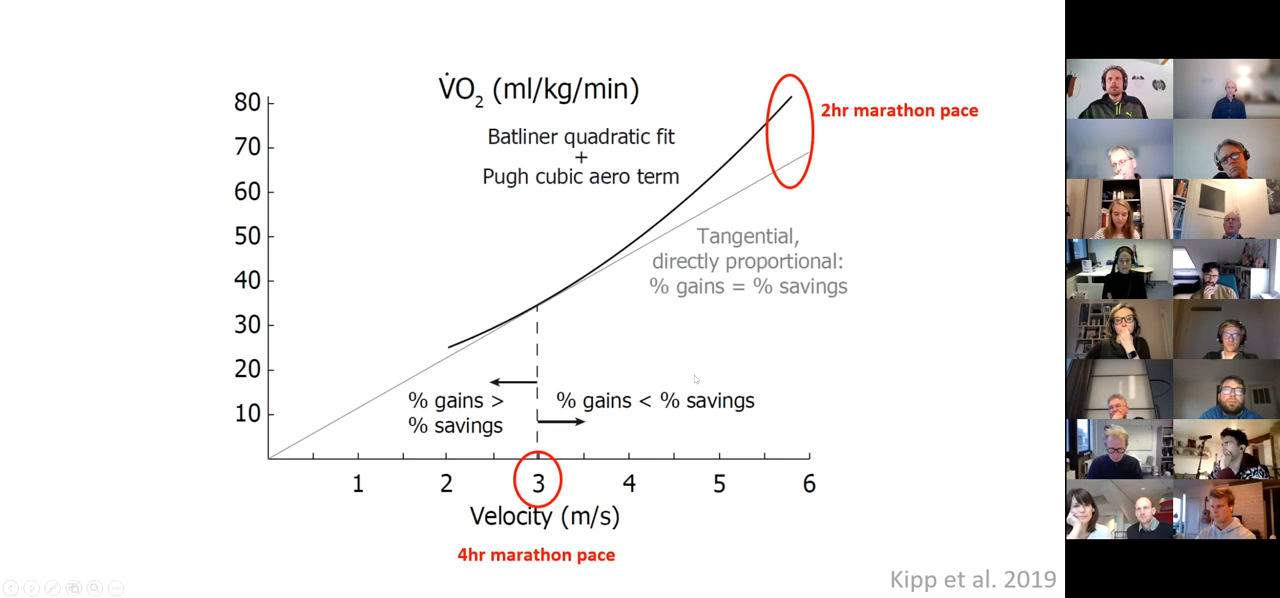 V̇O₂ (ml/kg/min)
Batliner quadratic fit
+
Pugh cubic aero term
2hr marathon pace
80
70
60
50
40
30
20
10
Tangential,
directly proportional:
% gains = % savings
% gains >
% savings
% gains < % savings
1 2 3 4 5 6
Velocity (m/s)
4hr marathon pace
Kipp et al. 2019